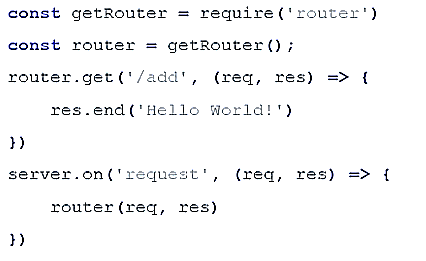 const getRouter = require('router')
const router = getRouter();
router.get('/add', (req, res) => {
    res.end('Hello World!')
})
server.on('request', (req, res) => {
    router(req, res)
})